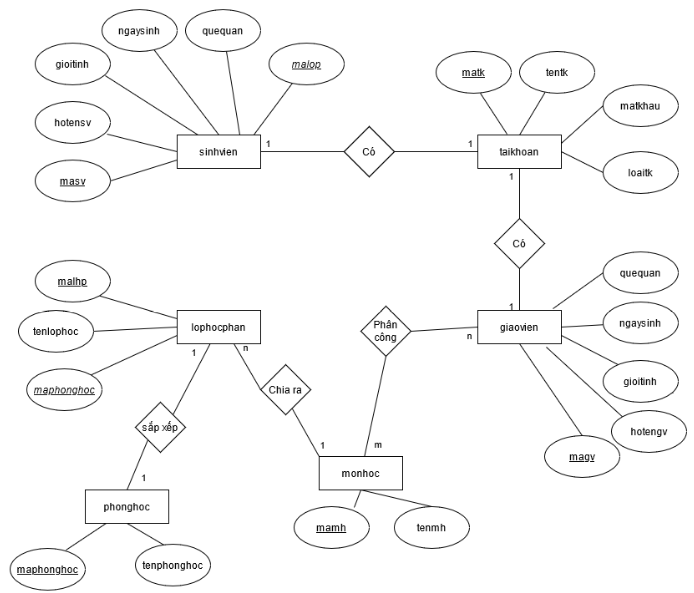 ngaysinh
quequan
gioitinh
malop
matk
tentk
hotensv
matkhau
masv
sinhvien
1
Có
1
taikhoan
loaitk
1
Có
quequan
malhp
1
ngaysinh
tenlophoc
lophocphan
Phân
công
n
giaovien
1
n
gioitinh
maphonghoc
Chia ra
hotengv
sắp xếp
1
m
magv
1
monhoc
phonghoc
mamh
tenmh
maphonghoc
tenphonghoc